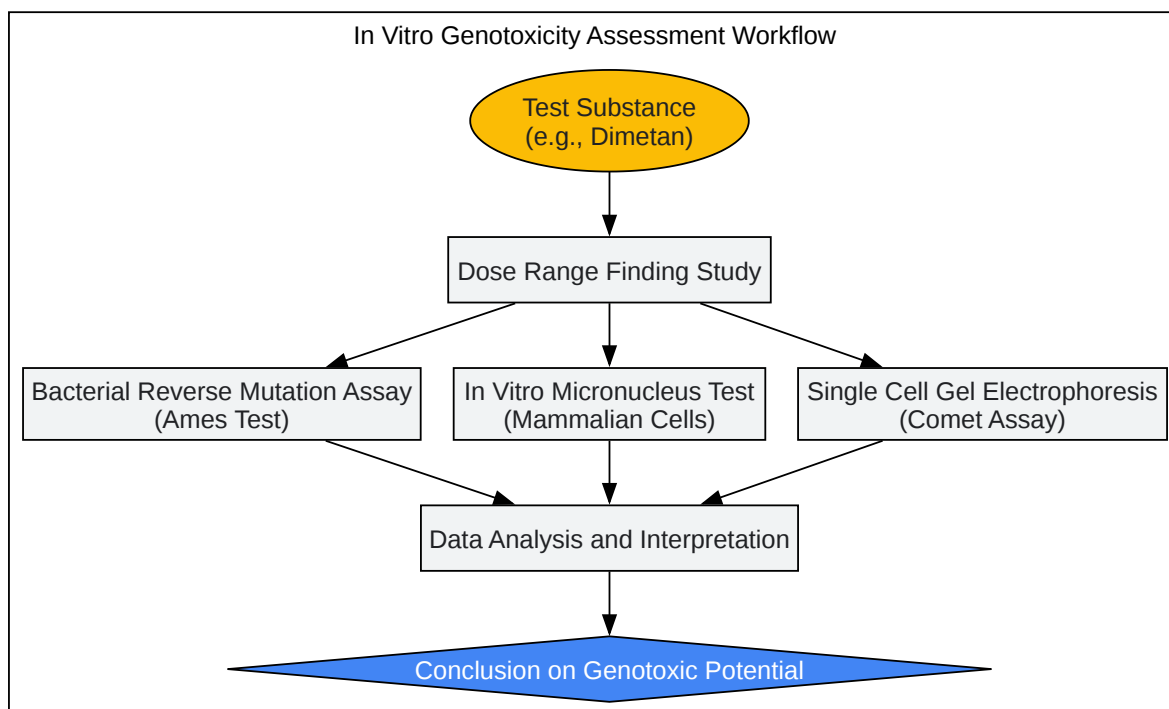 In Vitro Genotoxicity Assessment Workflow
Test Substance
(e.g., Dimetan)
Dose Range Finding Study
Bacterial Reverse Mutation Assay
(Ames Test)
In Vitro Micronucleus Test
(Mammalian Cells)
Single Cell Gel Electrophoresis
(Comet Assay)
Data Analysis and Interpretation
Conclusion on Genotoxic Potential